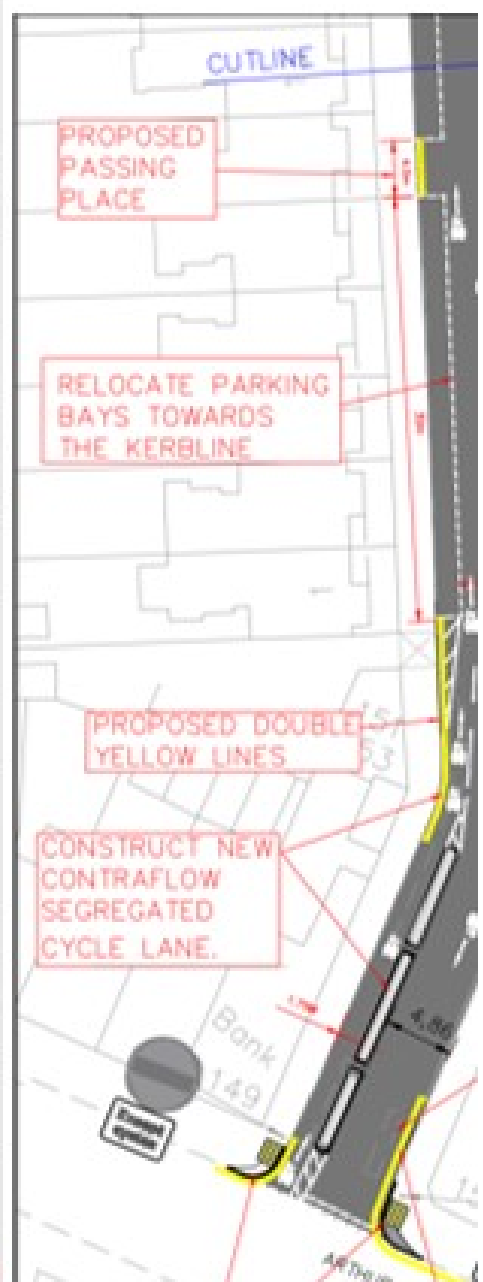 CUTLINE
PROPOSED
PASSING
PLACE
RELOCATE PARKING
BAYS TOWARDS
THE KERBLINE
PROPOSED DOUBLE
YELLOW LINES
CONSTRUCT NEW
CONTRAFLOW
SEGREGATED
CYCLE LANE.
4,86
Bank
149